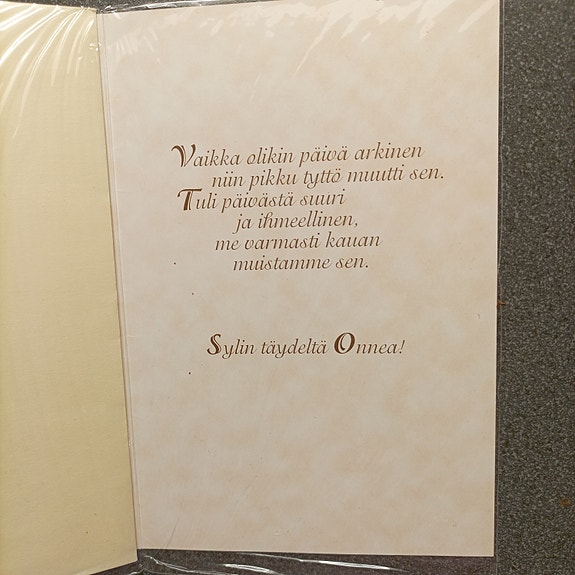 Vaikka olikin päivä arkinen
niin pikku tyttö muutti sen.
Tuli päivästä suuri
ja ihmeellinen,
me varmasti kauan
muistamme sen.
Sylin täydeltä Onnea!